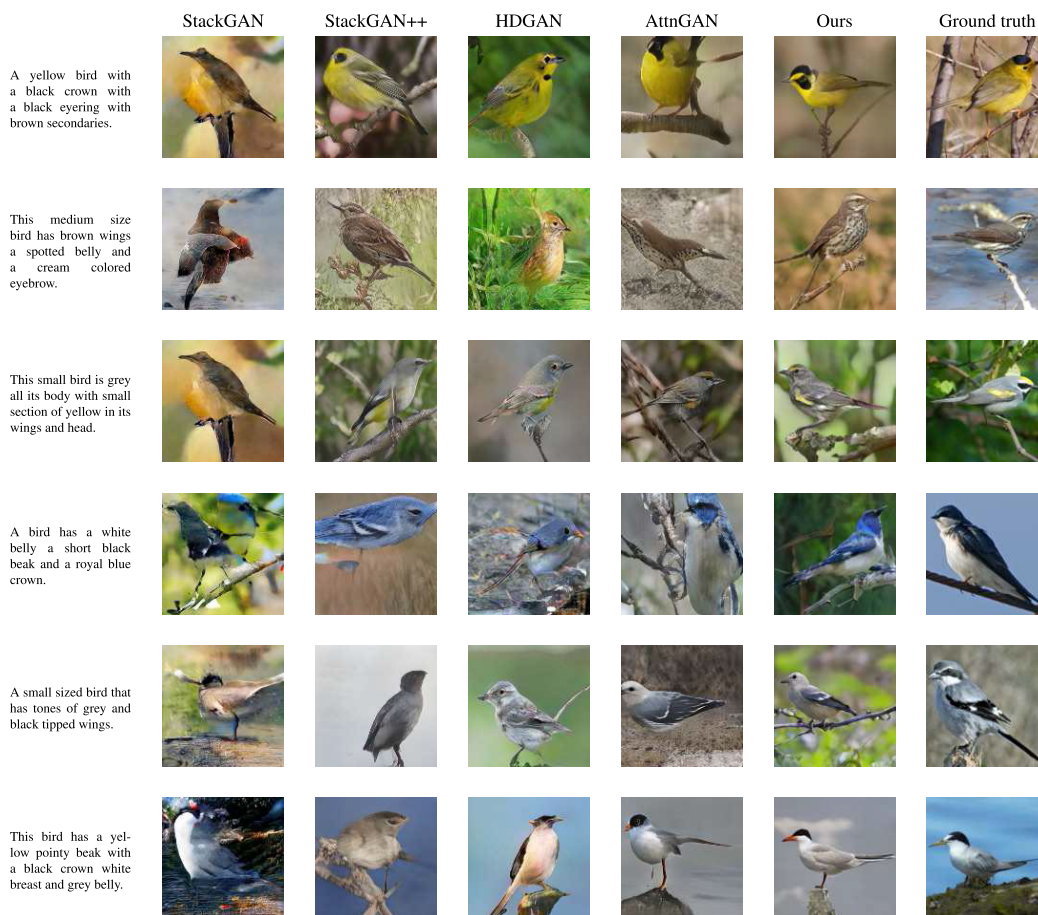 StackGAN StackGAN++ HDGAN AttnGAN Ours Ground truth
A yellow bird with
a black crown with
a black eyering with
brown secondaries.
This medium size
bird has brown wings
a spotted belly and
a cream colored
eyebrow.
This small bird is grey
all its body with small
section of yellow in its
wings and head.
A bird has a white
belly a short black
beak and a royal blue
crown.
A small sized bird that
has tones of grey and
black tipped wings.
This bird has a yel-
low pointy beak with
a black crown white
breast and grey belly.